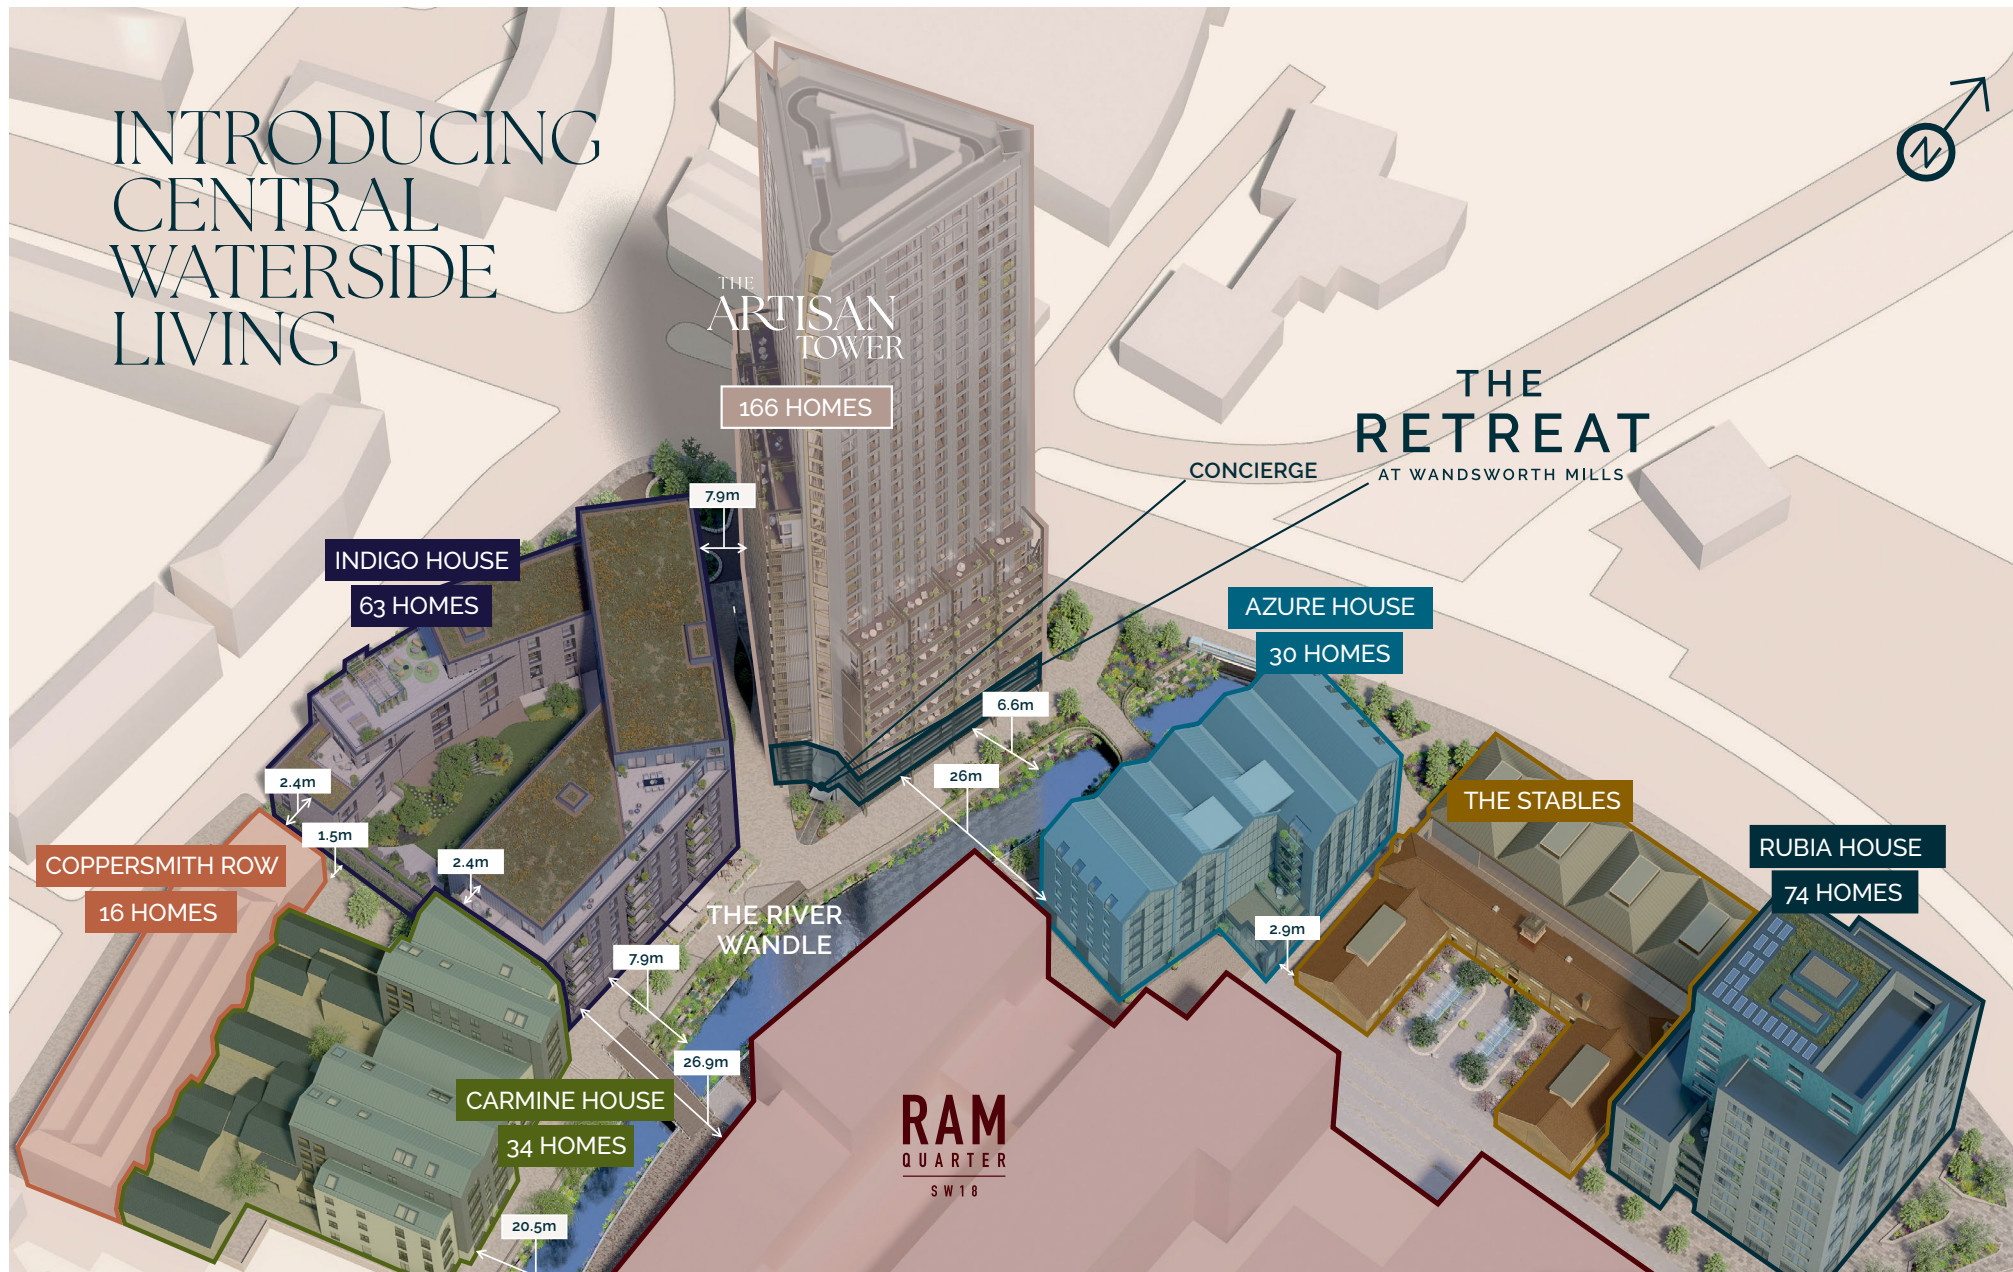 INTRODUCING
CENTRAL
WATERSIDE
LIVING
N
THE
ARTISAN
TOWER
166 HOMES
THE
RETREAT
AT WANDSWORTH MILLS
CONCIERGE
7.9m
INDIGO HOUSE
63 HOMES
AZURE HOUSE
30 HOMES
6.6m
26m
2.4m
1.5m
2.4m
THE STABLES
COPPERSMITH ROW
16 HOMES
RUBIA HOUSE
74 HOMES
THE RIVER
WANDLE
2.9m
7.9m
26.9m
CARMINE HOUSE
34 HOMES
RAM
QUARTER
SW18
20.5m